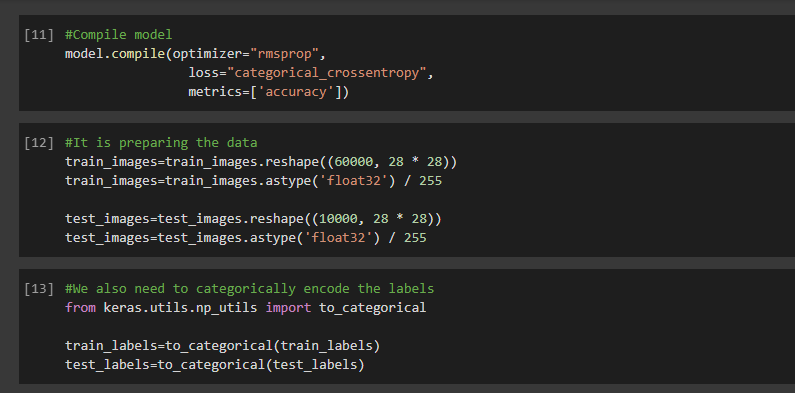 [11] #Compile model
model.compile(optimizer="rmsprop",
loss="categorical_crossentropy",
metrics=['accuracy'])
[12] #It is preparing the data
train_images=train_images.reshape((60000, 28 * 28))
train_images=train_images.astype('float32') / 255
test_images=test_images.reshape((10000, 28 * 28))
test_images=test_images.astype('float32') / 255
[13] #We also need to categorically encode the labels
from keras.utils.np_utils import to_categorical
train_labels=to_categorical(train_labels)
test_labels=to_categorical(test_labels)